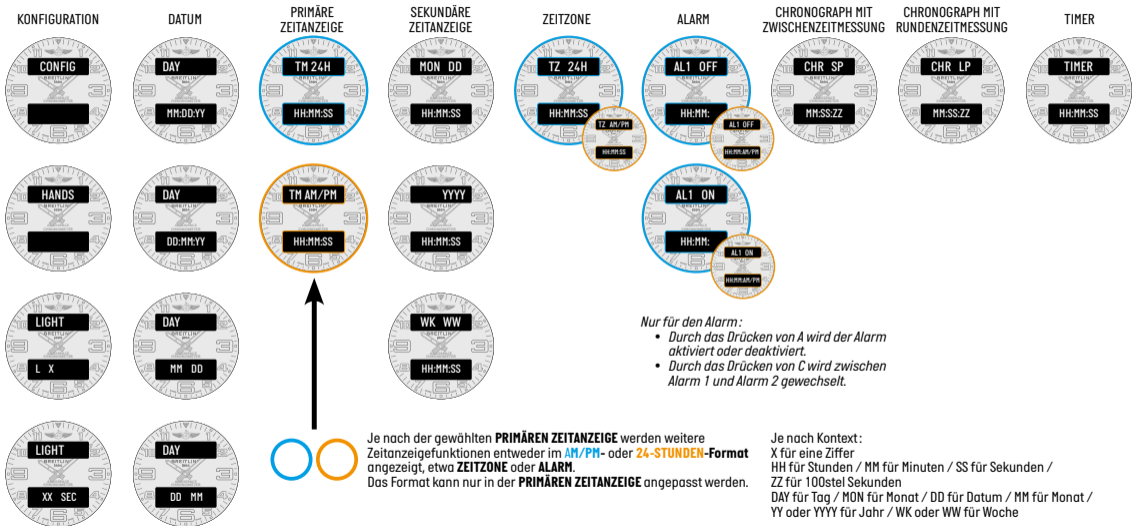 KONFIGURATION
DATUM
PRIMÄRE
ZEITANZEIGE
SEKUNDÄRE
ZEITANZEIGE
ZEITZONE
ALARM
CHRONOGRAPH MIT
ZWISCHENZEITMESSUNG
CHRONOGRAPH MIT
RUNDENZEITMESSUNG
TIMER
CONFIG
DAY
MM:DD:YY
TM 24H
HH:MM:SS
MON DD
HH:MM:SS
TZ 24H
HH:MM:SS
TZ AM/PM
HH:MM:SS
AL1 OFF
HH:MM:
AL1 OFF
HH:MM:AM/PM
CHR SP
MM:SS:ZZ
CHR LP
MM:SS:ZZ
TIMER
HH:MM:SS
HANDS
DAY
DD:MM:YY
TM AM/PM
HH:MM:SS
YYYY
HH:MM:SS
AL1 ON
HH:MM:
AL1 ON
HH:MM:AM/PM
LIGHT
L X
DAY
MM DD
WK WW
HH:MM:SS
Nur für den Alarm:
• Durch das Drücken von A wird der Alarm
aktiviert oder deaktiviert.
• Durch das Drücken von C wird zwischen
Alarm 1 und Alarm 2 gewechselt.
LIGHT
XX SEC
DAY
DD MM
Je nach der gewählten PRIMÄREN ZEITANZEIGE werden weitere
Zeitanzeigefunktionen entweder im AM/PM- oder 24-STUNDEN-Format
angezeigt, etwa ZEITZONE oder ALARM.
Das Format kann nur in der PRIMÄREN ZEITANZEIGE angepasst werden.
Je nach Kontext:
X für eine Ziffer
HH für Stunden / MM für Minuten / SS für Sekunden /
ZZ für 100stel Sekunden
DAY für Tag / MON für Monat / DD für Datum / MM für Monat /
YY oder YYYY für Jahr / WK oder WW für Woche